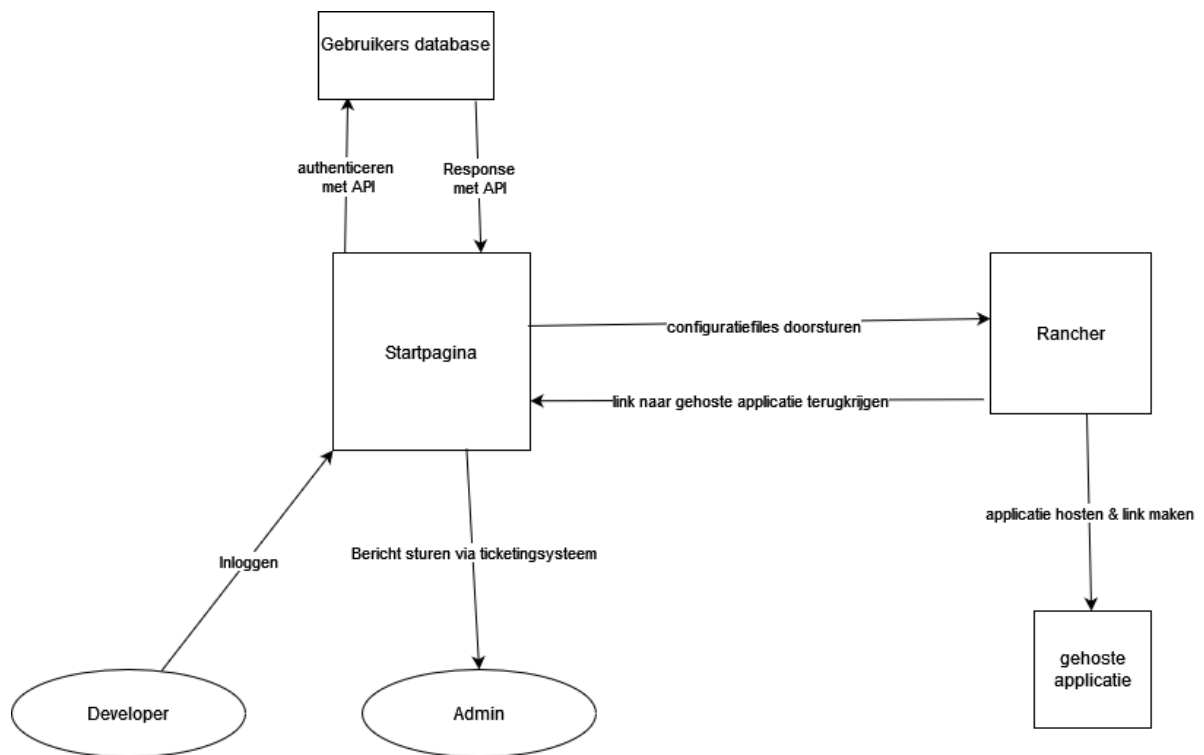 Gebruikers database
authenticeren
met API
Response
met API
Startpagina
configuratiefiles doorsturen
Rancher
link naar gehoste applicatie terugkrijgen
applicatie hosten & link maken
Inloggen
Bericht sturen via ticketingsysteem
gehoste
applicatie
Developer
Admin